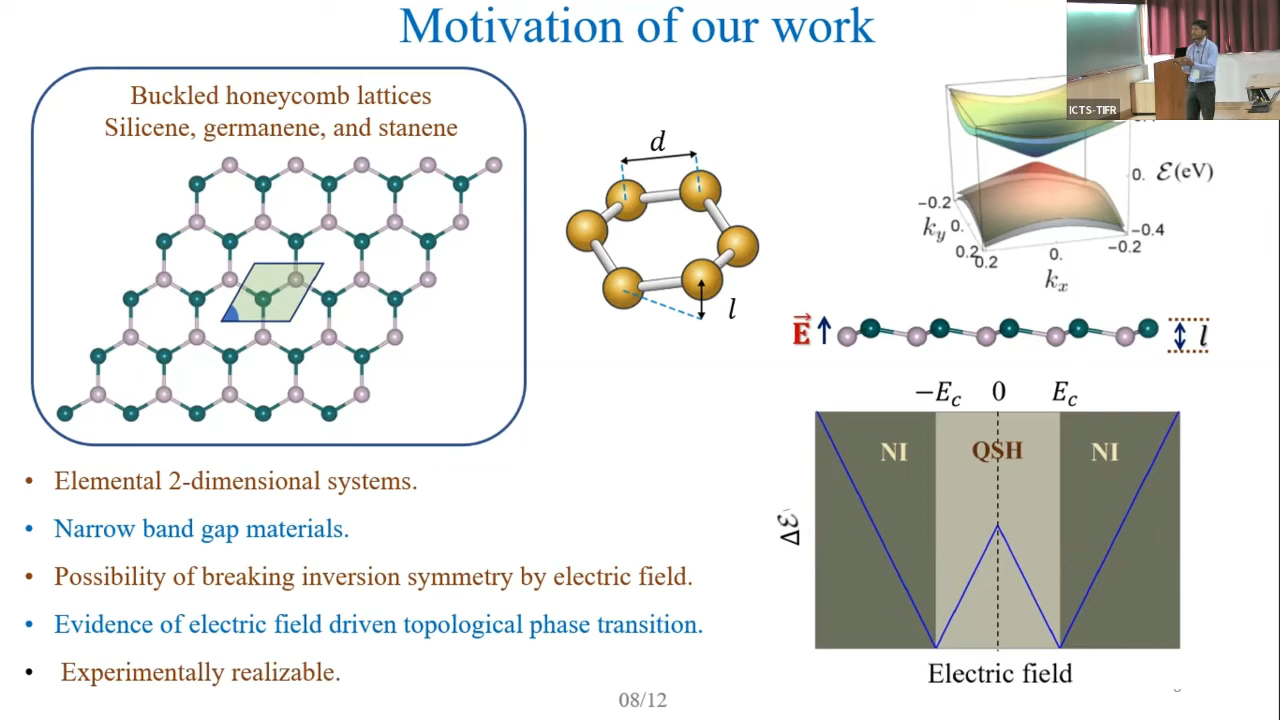 Motivation of our work
ICTS-TIFR
Buckled honeycomb lattices
Silicene, germanene, and stanene
d
l
0.
ℰ(eV)
−0.2
k_y
0.
0.2
0.2
0.
−0.2
−0.4
k_x
E⃗
l
−E_c 0 E_c
NI QSH NI
Δℰ
Electric field
• Elemental 2-dimensional systems.
• Narrow band gap materials.
• Possibility of breaking inversion symmetry by electric field.
• Evidence of electric field driven topological phase transition.
• Experimentally realizable.
08/12